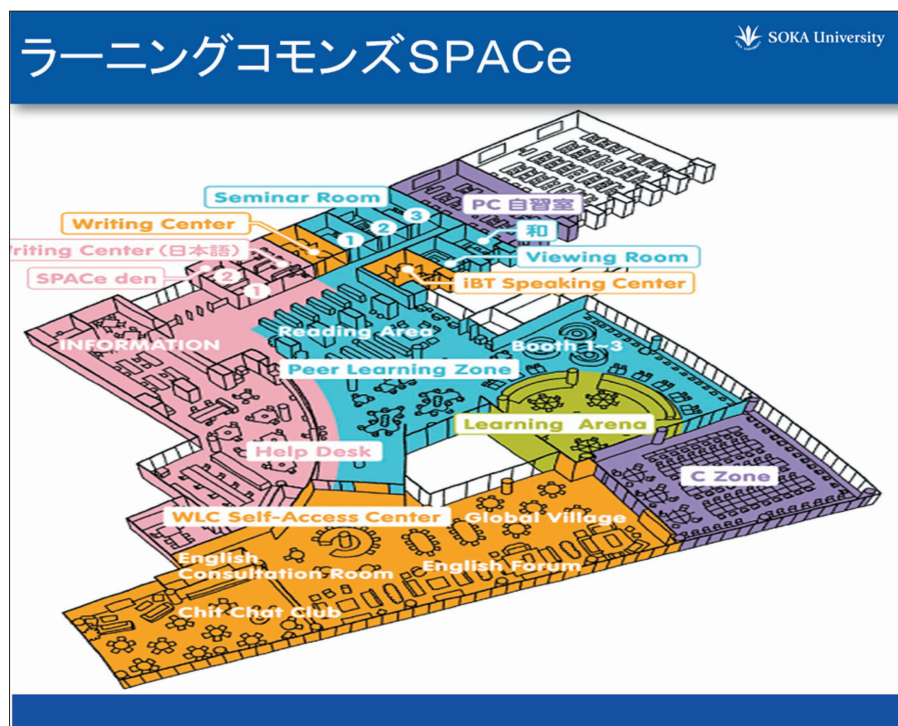 ラーニングコモンズSPACe
SOKA University
Seminar Room
PC 自習室
Writing Center
3
2
1
和
Writing Center (日本語)
Viewing Room
SPACe den
2
1
iBT Speaking Center
INFORMATION
Reading Area
Booth 1~3
Peer Learning Zone
Learning Arena
Help Desk
C Zone
WLC Self-Access Center
Global Village
English
Consultation Room
English Forum
Chit Chat Club